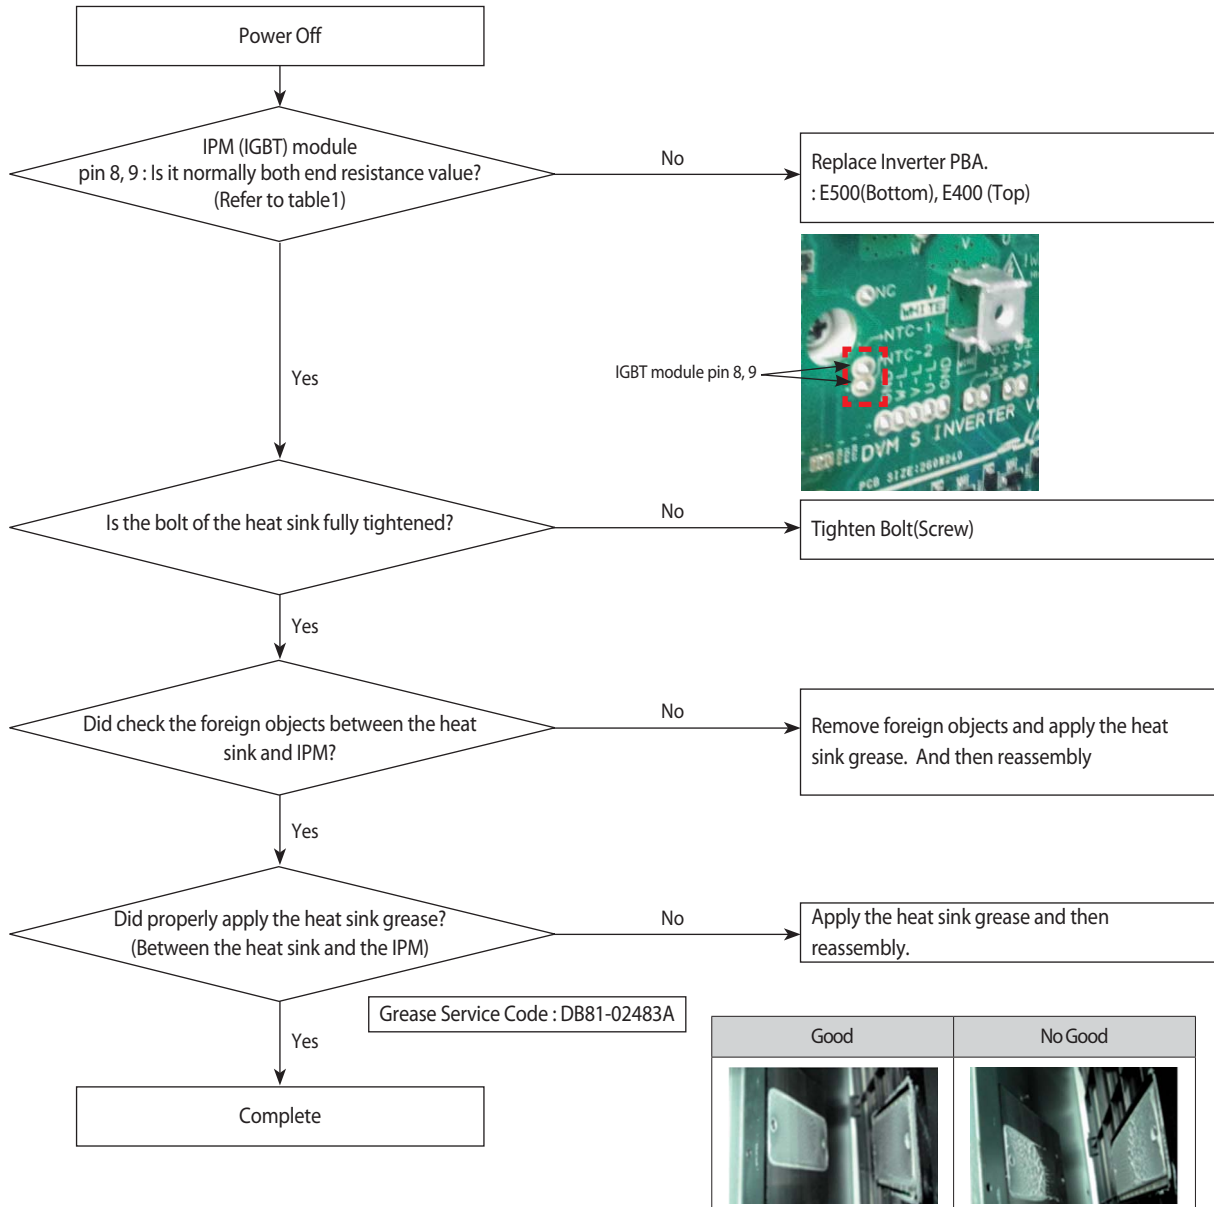 Power Off
IPM (IGBT) module
pin 8, 9 : Is it normally both end resistance value?
(Refer to table1)
No
Replace Inverter PBA.
: E500(Bottom), E400 (Top)
NC
V
WHITE
NTC-1
NTC-2
W-L
V-L
U-L
GND
DVM S INVERTER
PCB SIZE:260X240
IGBT module pin 8, 9
Yes
Is the bolt of the heat sink fully tightened?
No
Tighten Bolt(Screw)
Yes
Did check the foreign objects between the heat
sink and IPM?
No
Remove foreign objects and apply the heat
sink grease. And then reassembly
Yes
Did properly apply the heat sink grease?
(Between the heat sink and the IPM)
No
Apply the heat sink grease and then
reassembly.
Grease Service Code : DB81-02483A
Yes
Complete
Good
No Good